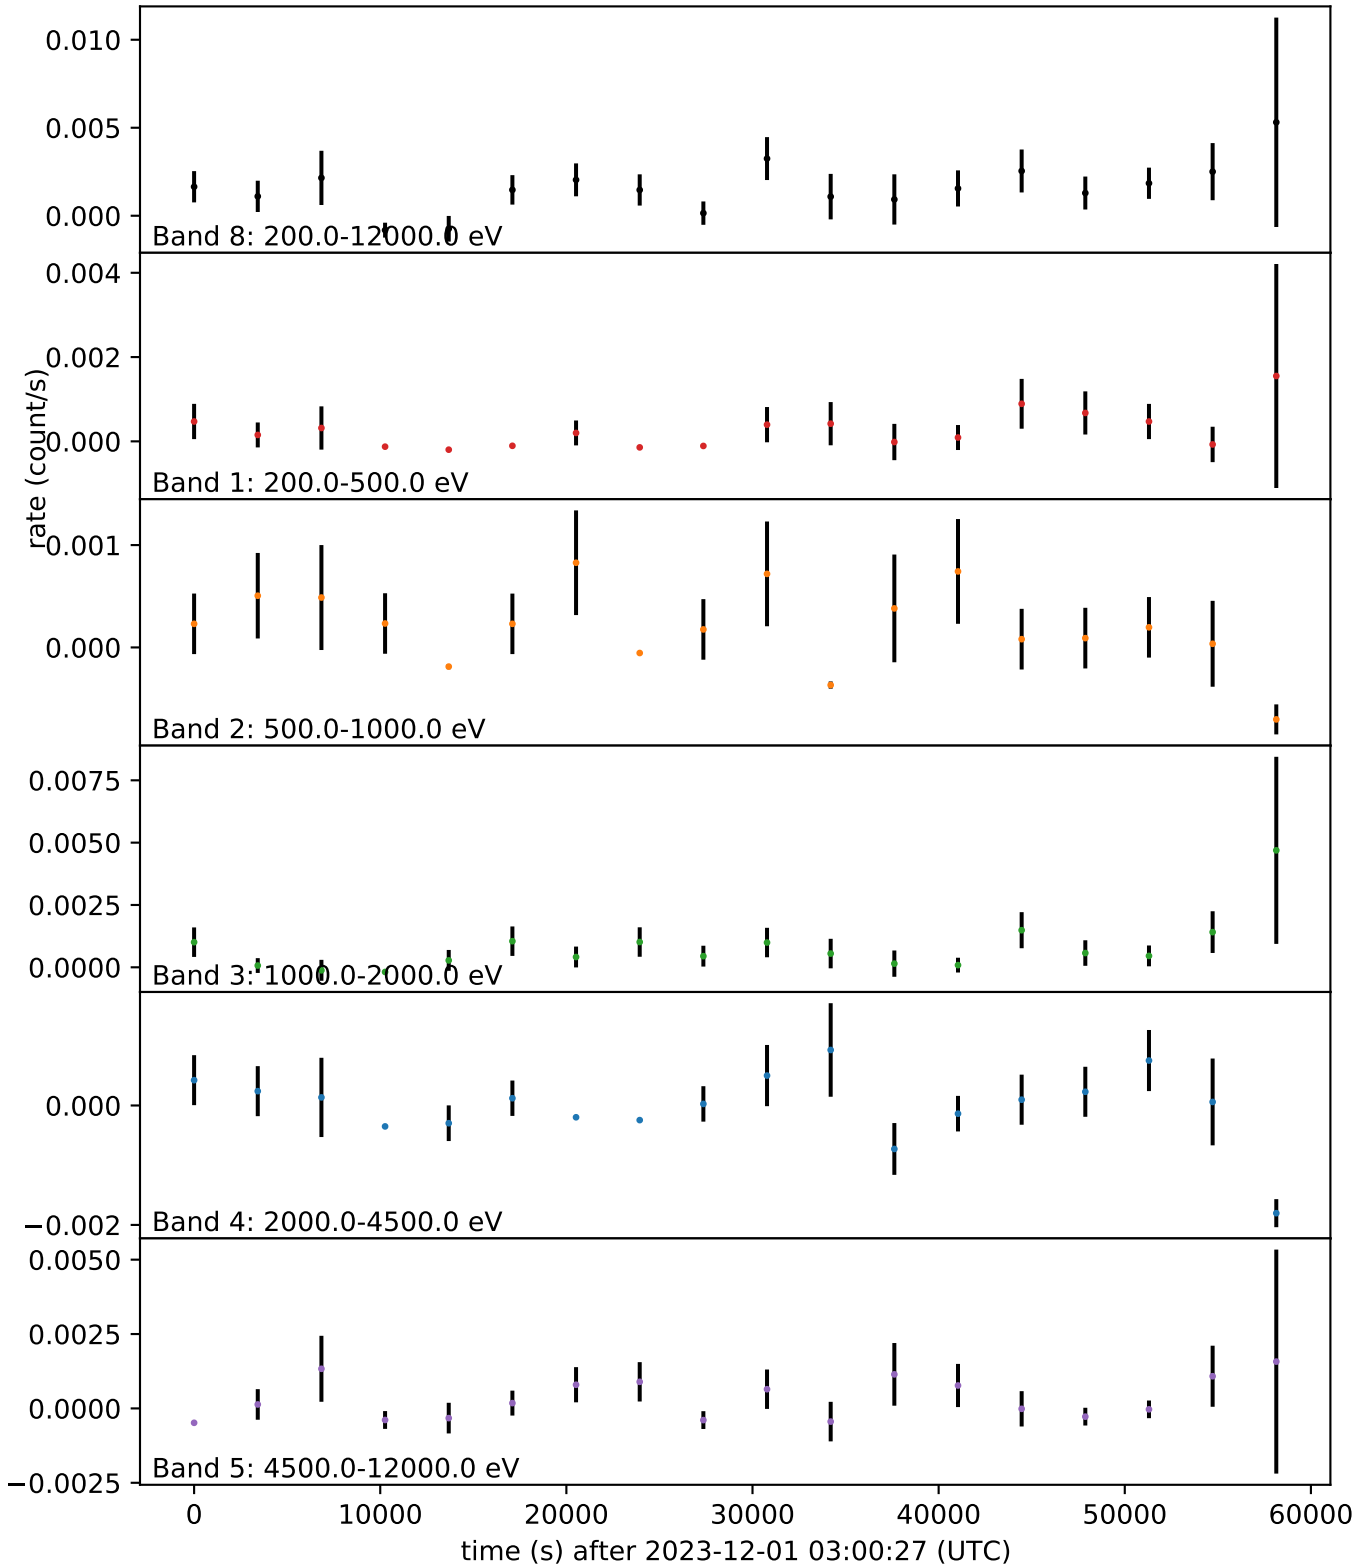 0.010
0.005
0.000
Band 8: 200.0-12000.0 eV
0.004
0.002
0.000
Band 1: 200.0-500.0 eV
rate (count/s)
0.001
0.000
Band 2: 500.0-1000.0 eV
0.0075
0.0050
0.0025
0.0000
Band 3: 1000.0-2000.0 eV
0.000
−0.002
Band 4: 2000.0-4500.0 eV
0.0050
0.0025
0.0000
−0.0025
Band 5: 4500.0-12000.0 eV
0 10000 20000 30000 40000 50000 60000
time (s) after 2023-12-01 03:00:27 (UTC)